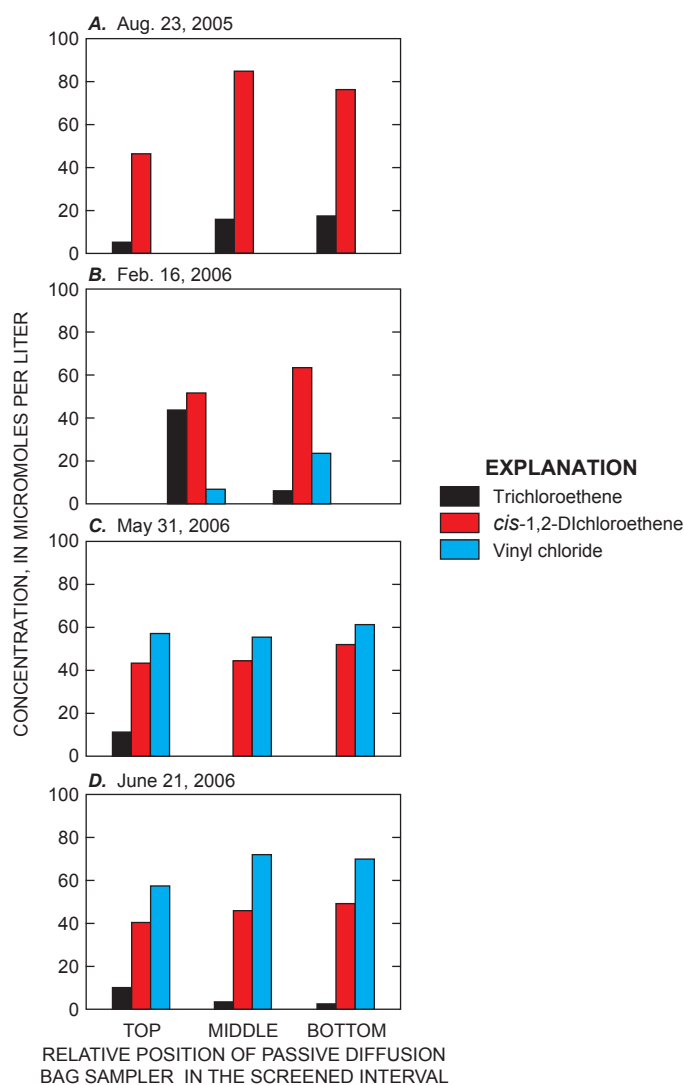 A. Aug. 23, 2005
100
80
60
40
20
0
B. Feb. 16, 2006
100
80
60
40
20
0
C. May 31, 2006
100
80
60
40
20
0
D. June 21, 2006
100
80
60
40
20
0
CONCENTRATION, IN MICROMOLES PER LITER
TOP MIDDLE BOTTOM
RELATIVE POSITION OF PASSIVE DIFFUSION
BAG SAMPLER IN THE SCREENED INTERVAL
EXPLANATION
Trichloroethene
cis-1,2-DIchloroethene
Vinyl chloride